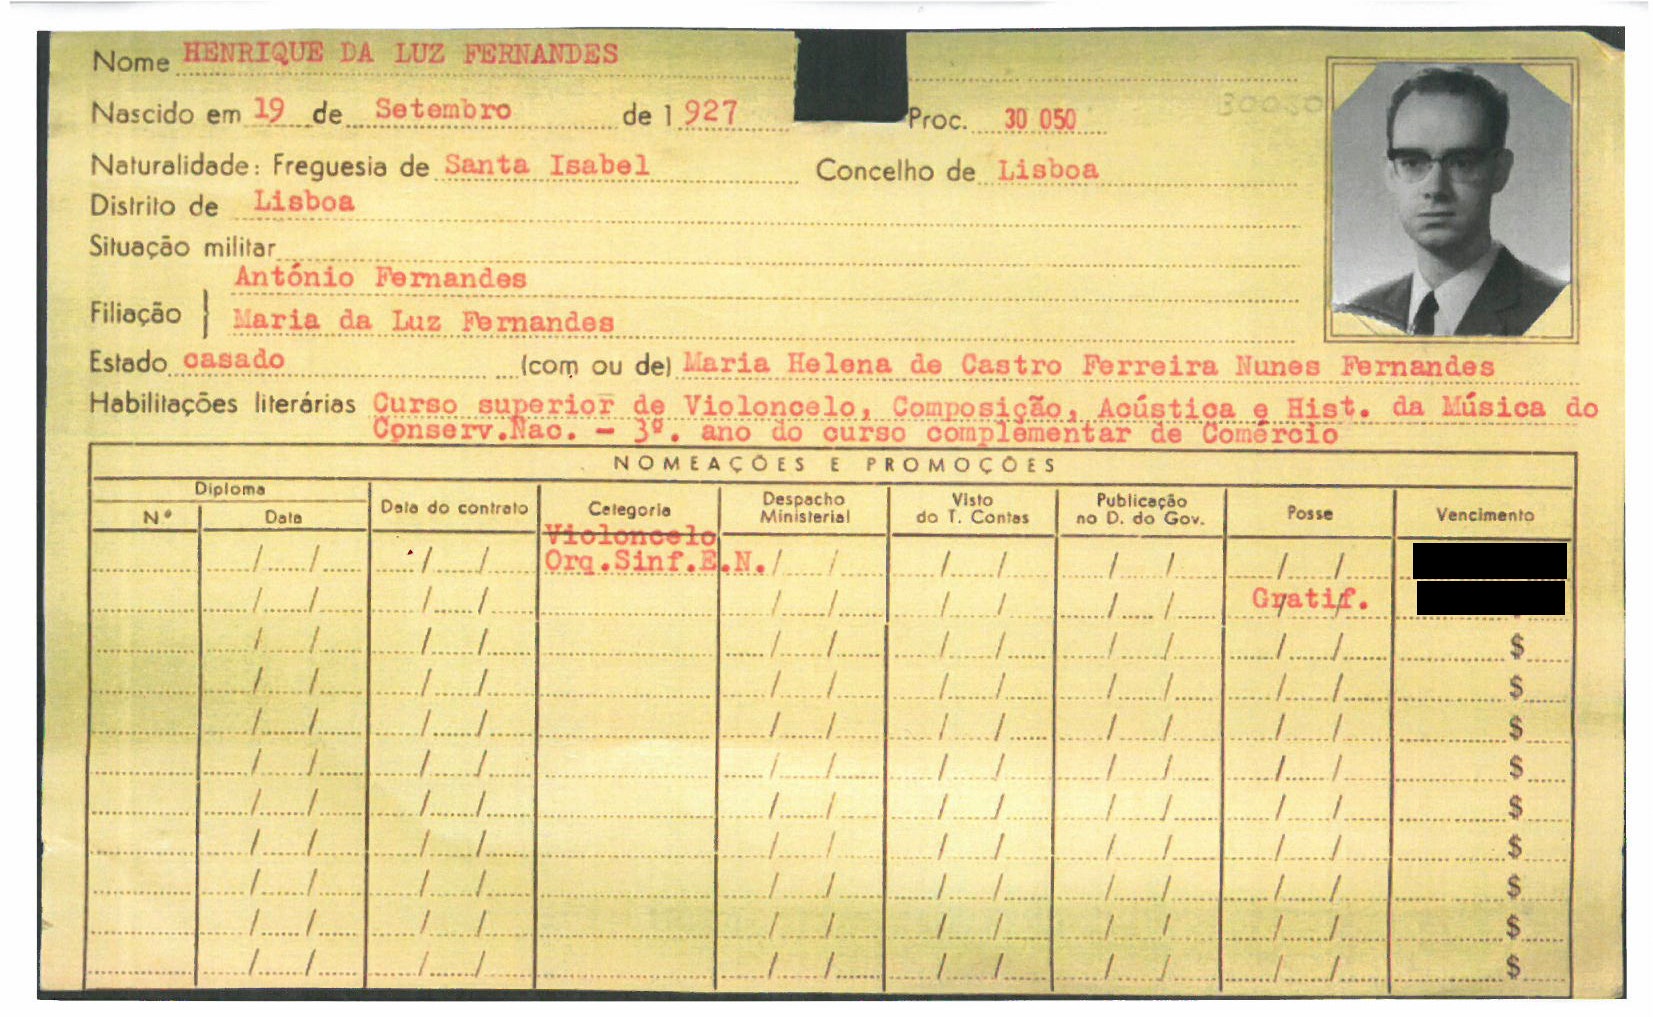 Nome HENRIQUE DA LUZ FERNANDES
30050
Nascido em 19 de Setembro de 1 927 Proc. 30 050
Naturalidade: Freguesia de Santa Isabel Concelho de Lisboa
Distrito de Lisboa
Situação militar
António Fernandes
Filiação }
Maria da Luz Fernandes
Estado casado (com ou de) Maria Helena de Castro Ferreira Nunes Fernandes
Habilitações literárias Curso superior de Violoncelo, Composição, Acústica e Hist. da Música do
Conserv.Nac. - 3º. ano do curso complementar de Comércio
NOMEAÇÕES E PROMOÇÕES
Diploma
N.º Data Data do contrato Categoria Despacho Ministerial Visto do T. Contas Publicação no D. do Gov. Posse Vencimento
Violoncelo
/ / / / Orq.Sinf.E.N. / / / / / / / /
/ / / / / / / / / / Gratif.
/ / / / / / / / / / / / $
/ / / / / / / / / / / / $
/ / / / / / / / / / / / $
/ / / / / / / / / / / / $
/ / / / / / / / / / / / $
/ / / / / / / / / / / / $
/ / / / / / / / / / / / $
/ / / / / / / / / / / / $
/ / / / / / / / / / / / $